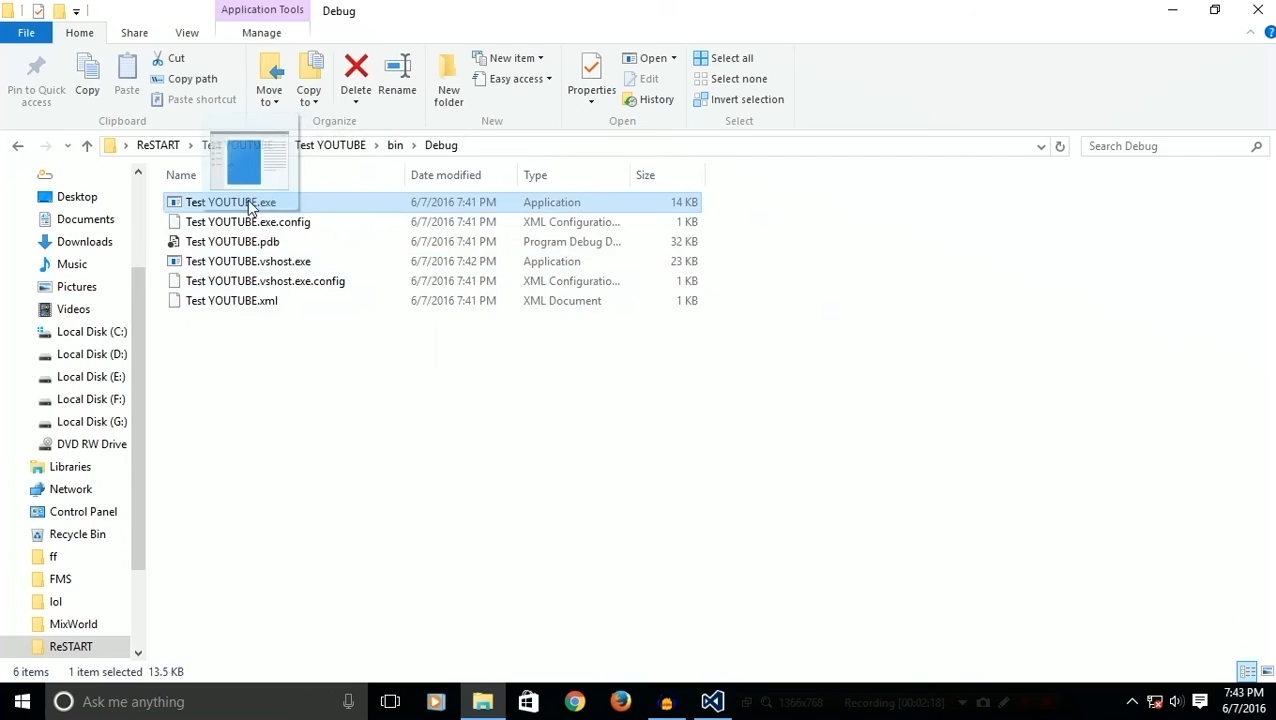 Application Tools Debug
File Home Share View Manage
Pin to Quick access
Copy
Paste
Cut
Copy path
Paste shortcut
Clipboard
Move to
Copy to
Delete
Rename
Organize
New folder
New item
Easy access
New
Properties
Open
Edit
History
Open
Select all
Select none
Invert selection
Select
ReSTART Test YOUTUBE Test YOUTUBE bin Debug
Search Debug
Name Date modified Type Size
Test YOUTUBE.exe 6/7/2016 7:41 PM Application 14 KB
Test YOUTUBE.exe.config 6/7/2016 7:41 PM XML Configuratio... 1 KB
Test YOUTUBE.pdb 6/7/2016 7:41 PM Program Debug D... 32 KB
Test YOUTUBE.vshost.exe 6/7/2016 7:42 PM Application 23 KB
Test YOUTUBE.vshost.exe.config 6/7/2016 7:41 PM XML Configuratio... 1 KB
Test YOUTUBE.xml 6/7/2016 7:41 PM XML Document 1 KB
Desktop
Documents
Downloads
Music
Pictures
Videos
Local Disk (C:)
Local Disk (D:)
Local Disk (E:)
Local Disk (F:)
Local Disk (G:)
DVD RW Drive
Libraries
Network
Control Panel
Recycle Bin
ff
FMS
lol
MixWorld
ReSTART
6 items 1 item selected 13.5 KB
Ask me anything
1366x768 Recording [00:02:18]
7:43 PM
6/7/2016